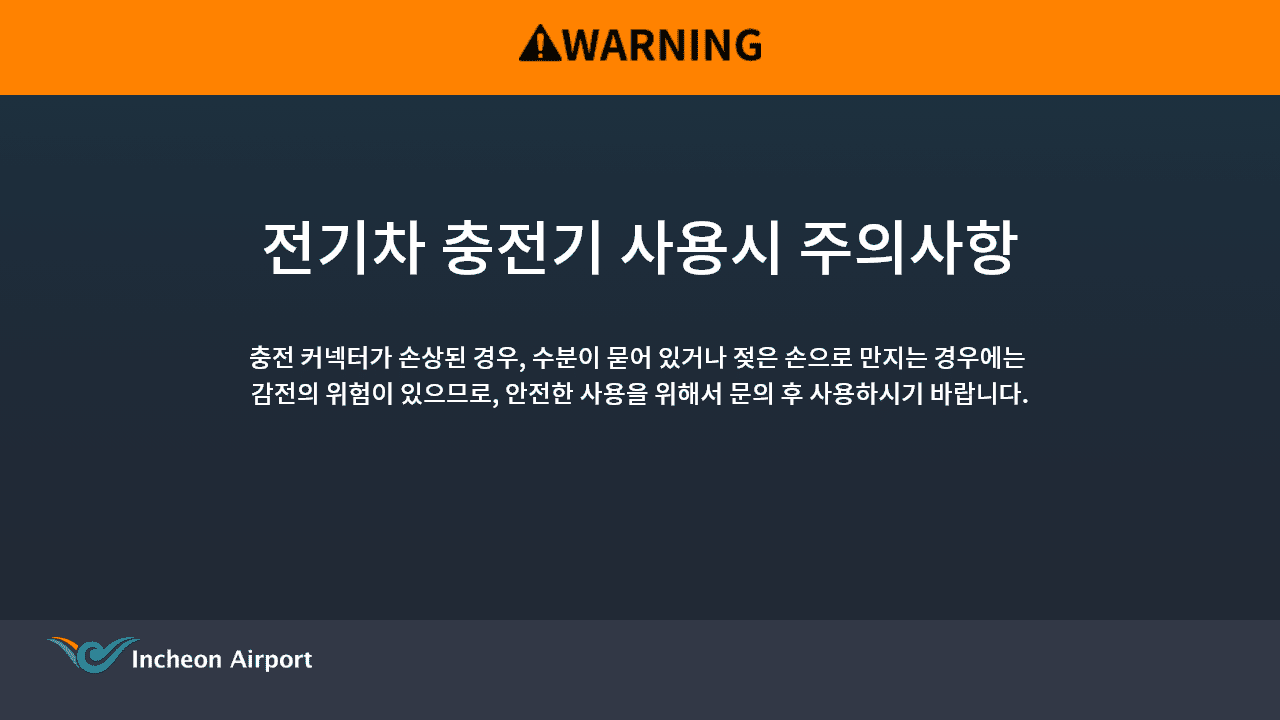 WARNING
전기차 충전기 사용시 주의사항
충전 커넥터가 손상된 경우, 수분이 묻어 있거나 젖은 손으로 만지는 경우에는
감전의 위험이 있으므로, 안전한 사용을 위해서 문의 후 사용하시기 바랍니다.
Incheon Airport